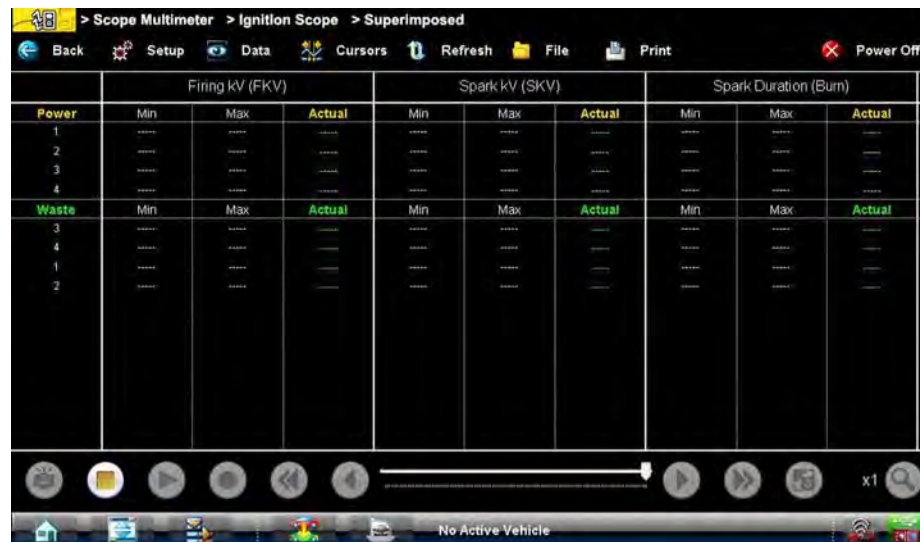 > Scope Multimeter > Ignition Scope > Superimposed
Back Setup Data Cursors Refresh File Print Power Off
Firing kV (FKV) Spark kV (SKV) Spark Duration (Burn)
Power Min Max Actual Min Max Actual Min Max Actual
1 ----- ----- ----- ----- ----- ----- ----- ----- -----
2 ----- ----- ----- ----- ----- ----- ----- ----- -----
3 ----- ----- ----- ----- ----- ----- ----- ----- -----
4 ----- ----- ----- ----- ----- ----- ----- ----- -----
Waste Min Max Actual Min Max Actual Min Max Actual
3 ----- ----- ----- ----- ----- ----- ----- ----- -----
4 ----- ----- ----- ----- ----- ----- ----- ----- -----
1 ----- ----- ----- ----- ----- ----- ----- ----- -----
2 ----- ----- ----- ----- ----- ----- ----- ----- -----
x1
No Active Vehicle